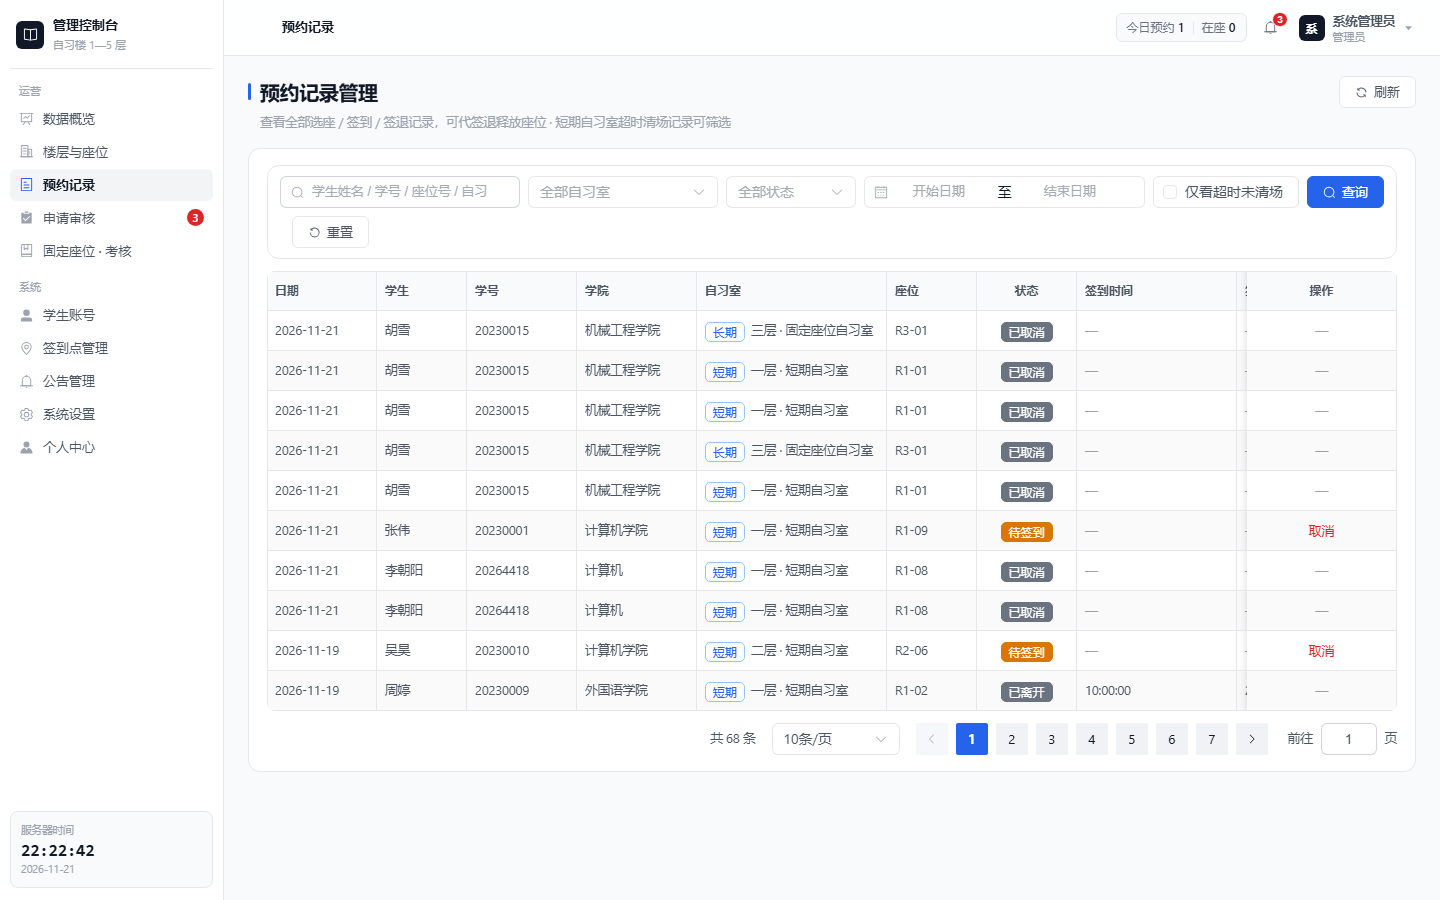 管理控制台
自习楼 1—5 层
运营
数据概览
楼层与座位
预约记录
申请审核 3
固定座位 · 考核
系统
学生账号
签到点管理
公告管理
系统设置
个人中心
服务器时间
22:22:42
2026-11-21
预约记录
今日预约 1 在座 0
3
系 系统管理员
管理员
预约记录管理
查看全部选座 / 签到 / 签退记录，可代签退释放座位 · 短期自习室超时清场记录可筛选
刷新
学生姓名 / 学号 / 座位号 / 自习 全部自习室 全部状态 开始日期 至 结束日期 仅看超时未清场 查询
重置
日期 学生 学号 学院 自习室 座位 状态 签到时间 操作
2026-11-21 胡雪 20230015 机械工程学院 长期 三层 · 固定座位自习室 R3-01 已取消 — —
2026-11-21 胡雪 20230015 机械工程学院 短期 一层 · 短期自习室 R1-01 已取消 — —
2026-11-21 胡雪 20230015 机械工程学院 短期 一层 · 短期自习室 R1-01 已取消 — —
2026-11-21 胡雪 20230015 机械工程学院 长期 三层 · 固定座位自习室 R3-01 已取消 — —
2026-11-21 胡雪 20230015 机械工程学院 短期 一层 · 短期自习室 R1-01 已取消 — —
2026-11-21 张伟 20230001 计算机学院 短期 一层 · 短期自习室 R1-09 待签到 — 取消
2026-11-21 李朝阳 20264418 计算机 短期 一层 · 短期自习室 R1-08 已取消 — —
2026-11-21 李朝阳 20264418 计算机 短期 一层 · 短期自习室 R1-08 已取消 — —
2026-11-19 吴昊 20230010 计算机学院 短期 二层 · 短期自习室 R2-06 待签到 — 取消
2026-11-19 周婷 20230009 外国语学院 短期 一层 · 短期自习室 R1-02 已离开 10:00:00 —
共 68 条 10条/页 1 2 3 4 5 6 7 前往 1 页